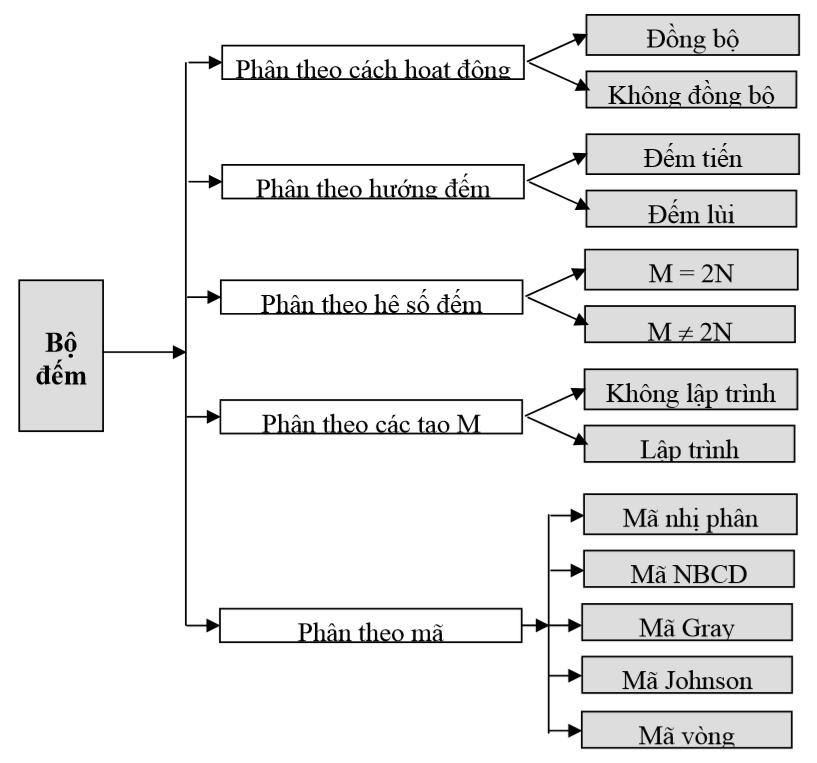 Bộ
đếm
Phân theo cách hoạt động
Đồng bộ
Không đồng bộ
Phân theo hướng đếm
Đếm tiến
Đếm lùi
Phân theo hệ số đếm
M = 2N
M ≠ 2N
Phân theo các tạo M
Không lập trình
Lập trình
Phân theo mã
Mã nhị phân
Mã NBCD
Mã Gray
Mã Johnson
Mã vòng